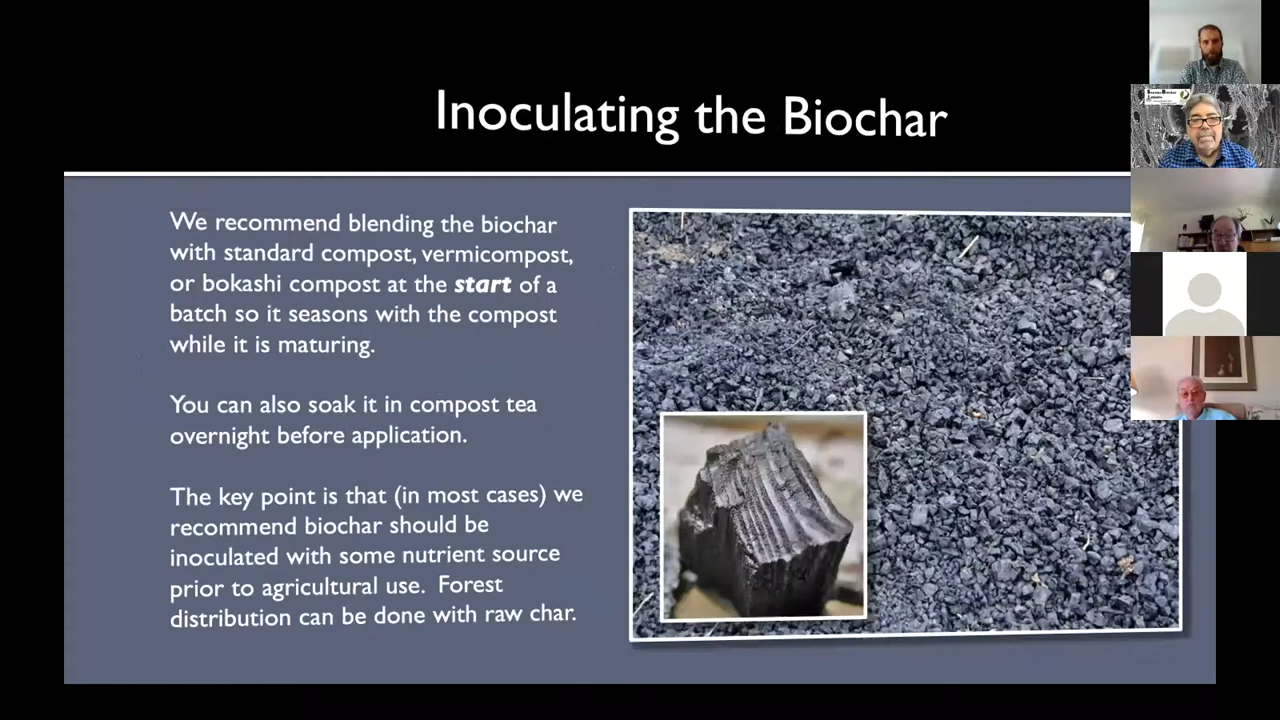 Inoculating the Biochar
We recommend blending the biochar
with standard compost, vermicompost,
or bokashi compost at the start of a
batch so it seasons with the compost
while it is maturing.
You can also soak it in compost tea
overnight before application.
The key point is that (in most cases) we
recommend biochar should be
inoculated with some nutrient source
prior to agricultural use. Forest
distribution can be done with raw char.